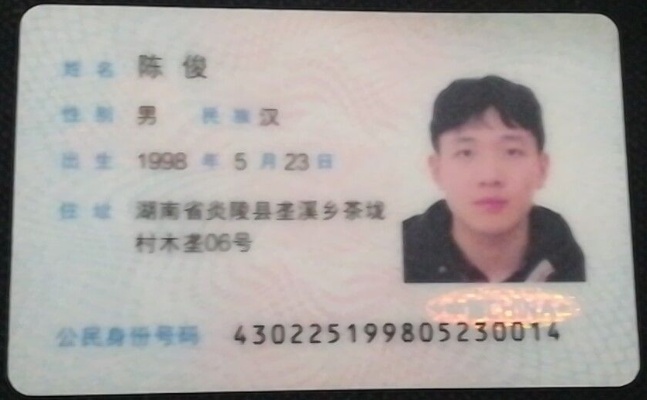 姓名 陈俊
性别 男 民族 汉
出生 1998 年 5 月 23 日
住址 湖南省炎陵县垄溪乡茶垅
村木垄06号
公民身份号码 430225199805230014